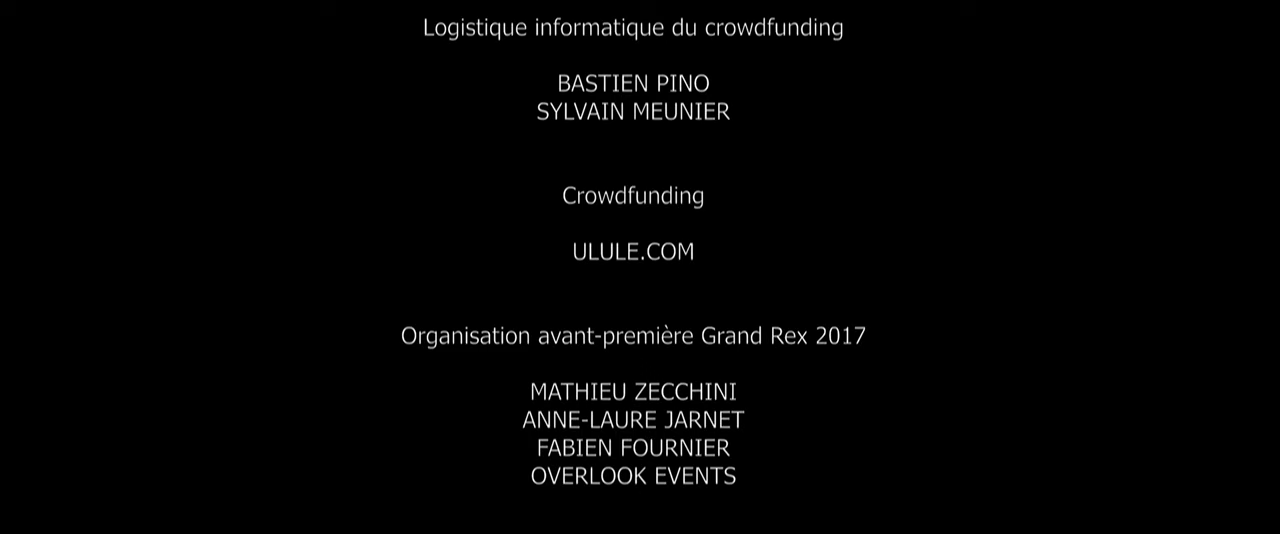 Logistique informatique du crowdfunding
BASTIEN PINO
SYLVAIN MEUNIER
Crowdfunding
ULULE.COM
Organisation avant-première Grand Rex 2017
MATHIEU ZECCHINI
ANNE-LAURE JARNET
FABIEN FOURNIER
OVERLOOK EVENTS